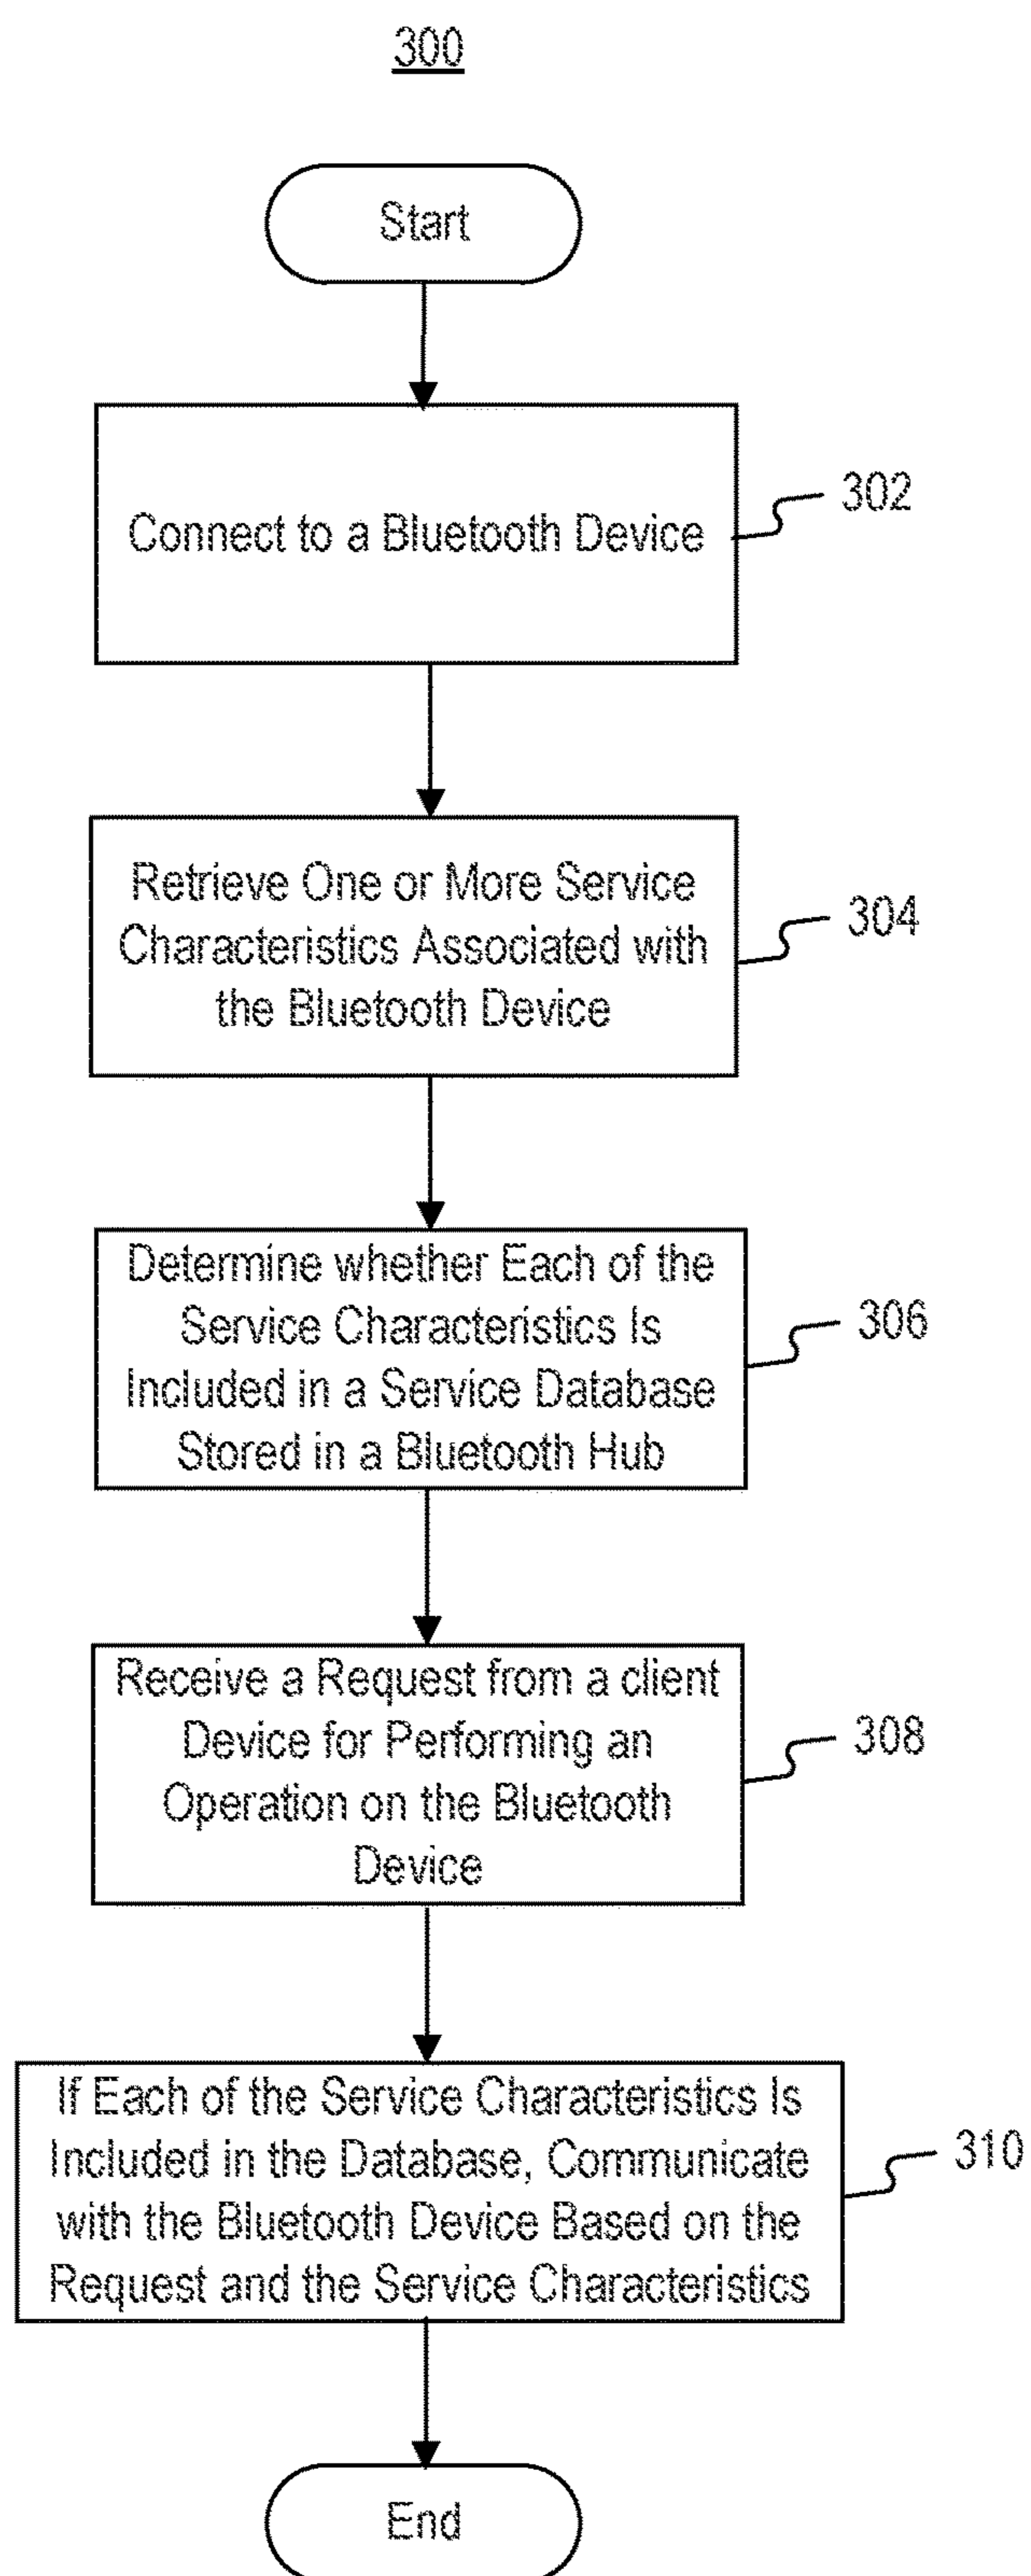 300
Start
Connect to a Bluetooth Device
302
Retrieve One or More Service
Characteristics Associated with
the Bluetooth Device
304
Determine whether Each of the
Service Characteristics Is
Included in a Service Database
Stored in a Bluetooth Hub
306
Receive a Request from a client
Device for Performing an
Operation on the Bluetooth
Device
308
If Each of the Service Characteristics Is
Included in the Database, Communicate
with the Bluetooth Device Based on the
Request and the Service Characteristics
310
End